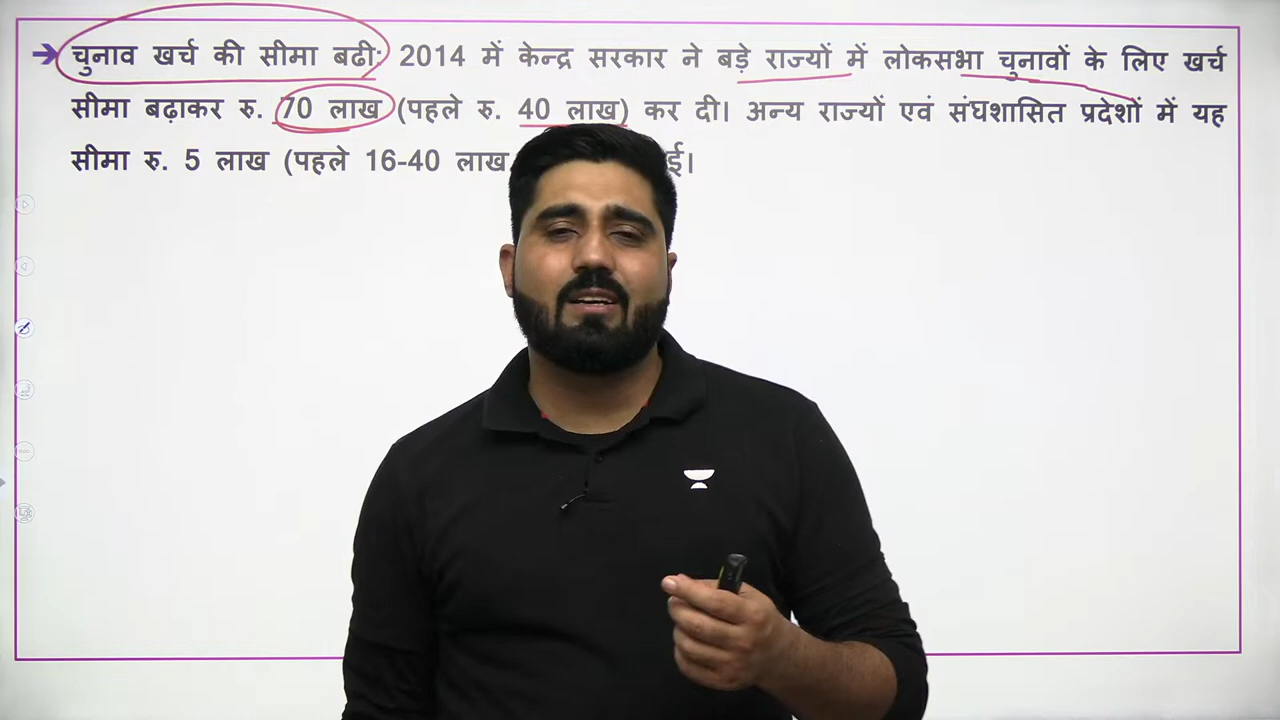 चुनाव खर्च की सीमा बढी: 2014 में केन्द्र सरकार ने बड़े राज्यों में लोकसभा चुनावों के लिए खर्च
सीमा बढ़ाकर रु. 70 लाख (पहले रु. 40 लाख) कर दी। अन्य राज्यों एवं संघशासित प्रदेशों में यह
सीमा रु. 5 लाख (पहले 16-40 लाख